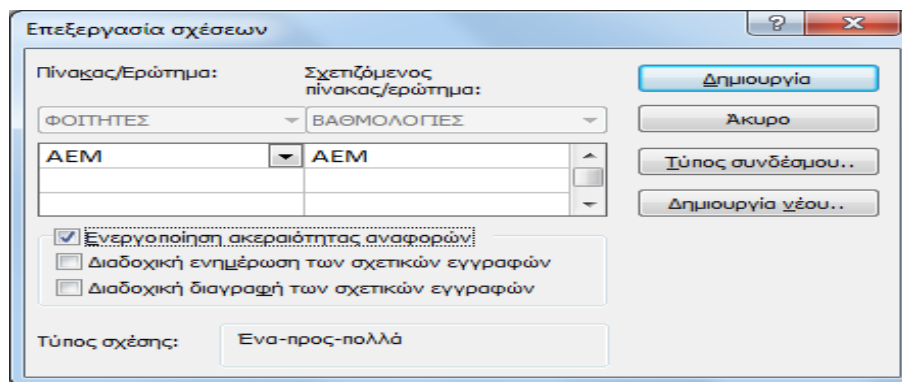 Επεξεργασία σχέσεων
Πίνακας/Ερώτημα:
Σχετιζόμενος
πίνακας/ερώτημα:
ΦΟΙΤΗΤΕΣ
ΒΑΘΜΟΛΟΓΙΕΣ
ΑΕΜ
ΑΕΜ
Ενεργοποίηση ακεραιότητας αναφορών
Διαδοχική ενημέρωση των σχετικών εγγραφών
Διαδοχική διαγραφή των σχετικών εγγραφών
Τύπος σχέσης:
Ένα-προς-πολλά
Δημιουργία
Άκυρο
Τύπος συνδέσμου..
Δημιουργία νέου..